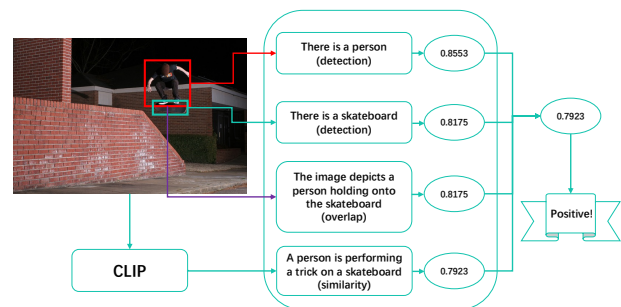 There is a person
(detection)
0.8553
There is a skateboard
(detection)
0.8175
0.7923
The image depicts a
person holding onto
the skateboard
(overlap)
0.8175
Positive!
CLIP
A person is performing
a trick on a skateboard
(similarity)
0.7923